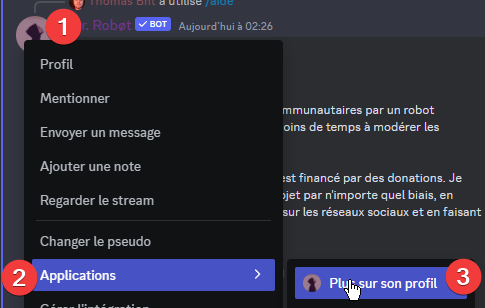 Thomas Bnt a utilisé /aide
1
r. Robøt ✓ BOT Aujourd'hui à 02:26
Profil
Mentionner
mmunautaires par un robot
Envoyer un message
oins de temps à modérer les
Ajouter une note
est financé par des donations. Je
Regarder le stream
ojet par n'importe quel biais, en
sur les réseaux sociaux et en faisant
Changer le pseudo
2 Applications
Plus sur son profil 3
Gérer l'intégration